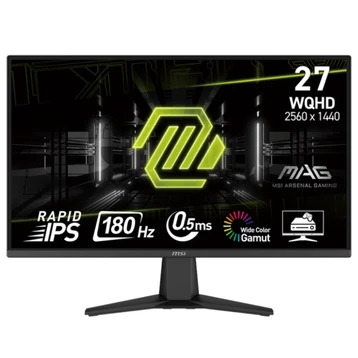 27
WQHD
2560 x 1440
MAG
MSI ARSENAL GAMING
RAPID
IPS
180 Hz
0.5ms
Wide Color
Gamut
msi